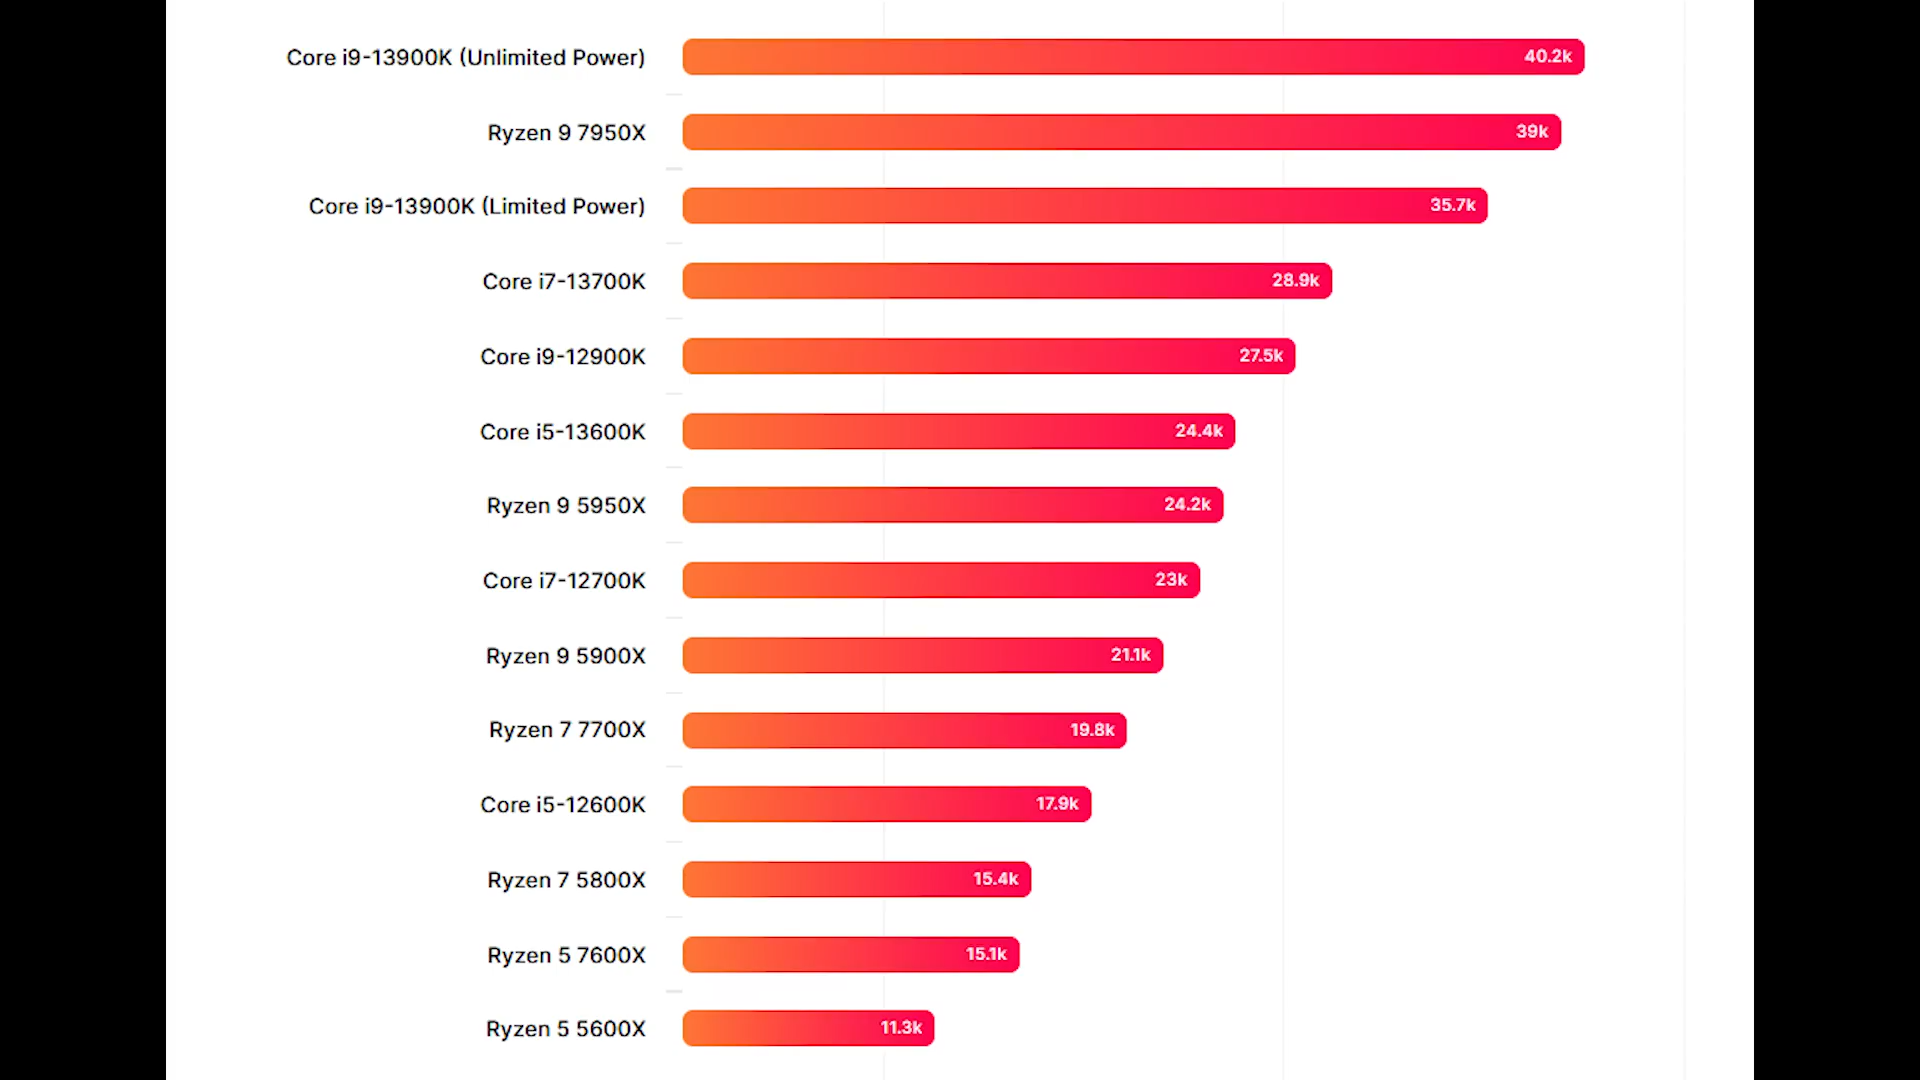 Core i9-13900K (Unlimited Power) 40.2k
Ryzen 9 7950X 39k
Core i9-13900K (Limited Power) 35.7k
Core i7-13700K 28.9k
Core i9-12900K 27.5k
Core i5-13600K 24.4k
Ryzen 9 5950X 24.2k
Core i7-12700K 23k
Ryzen 9 5900X 21.1k
Ryzen 7 7700X 19.8k
Core i5-12600K 17.9k
Ryzen 7 5800X 15.4k
Ryzen 5 7600X 15.1k
Ryzen 5 5600X 11.3k